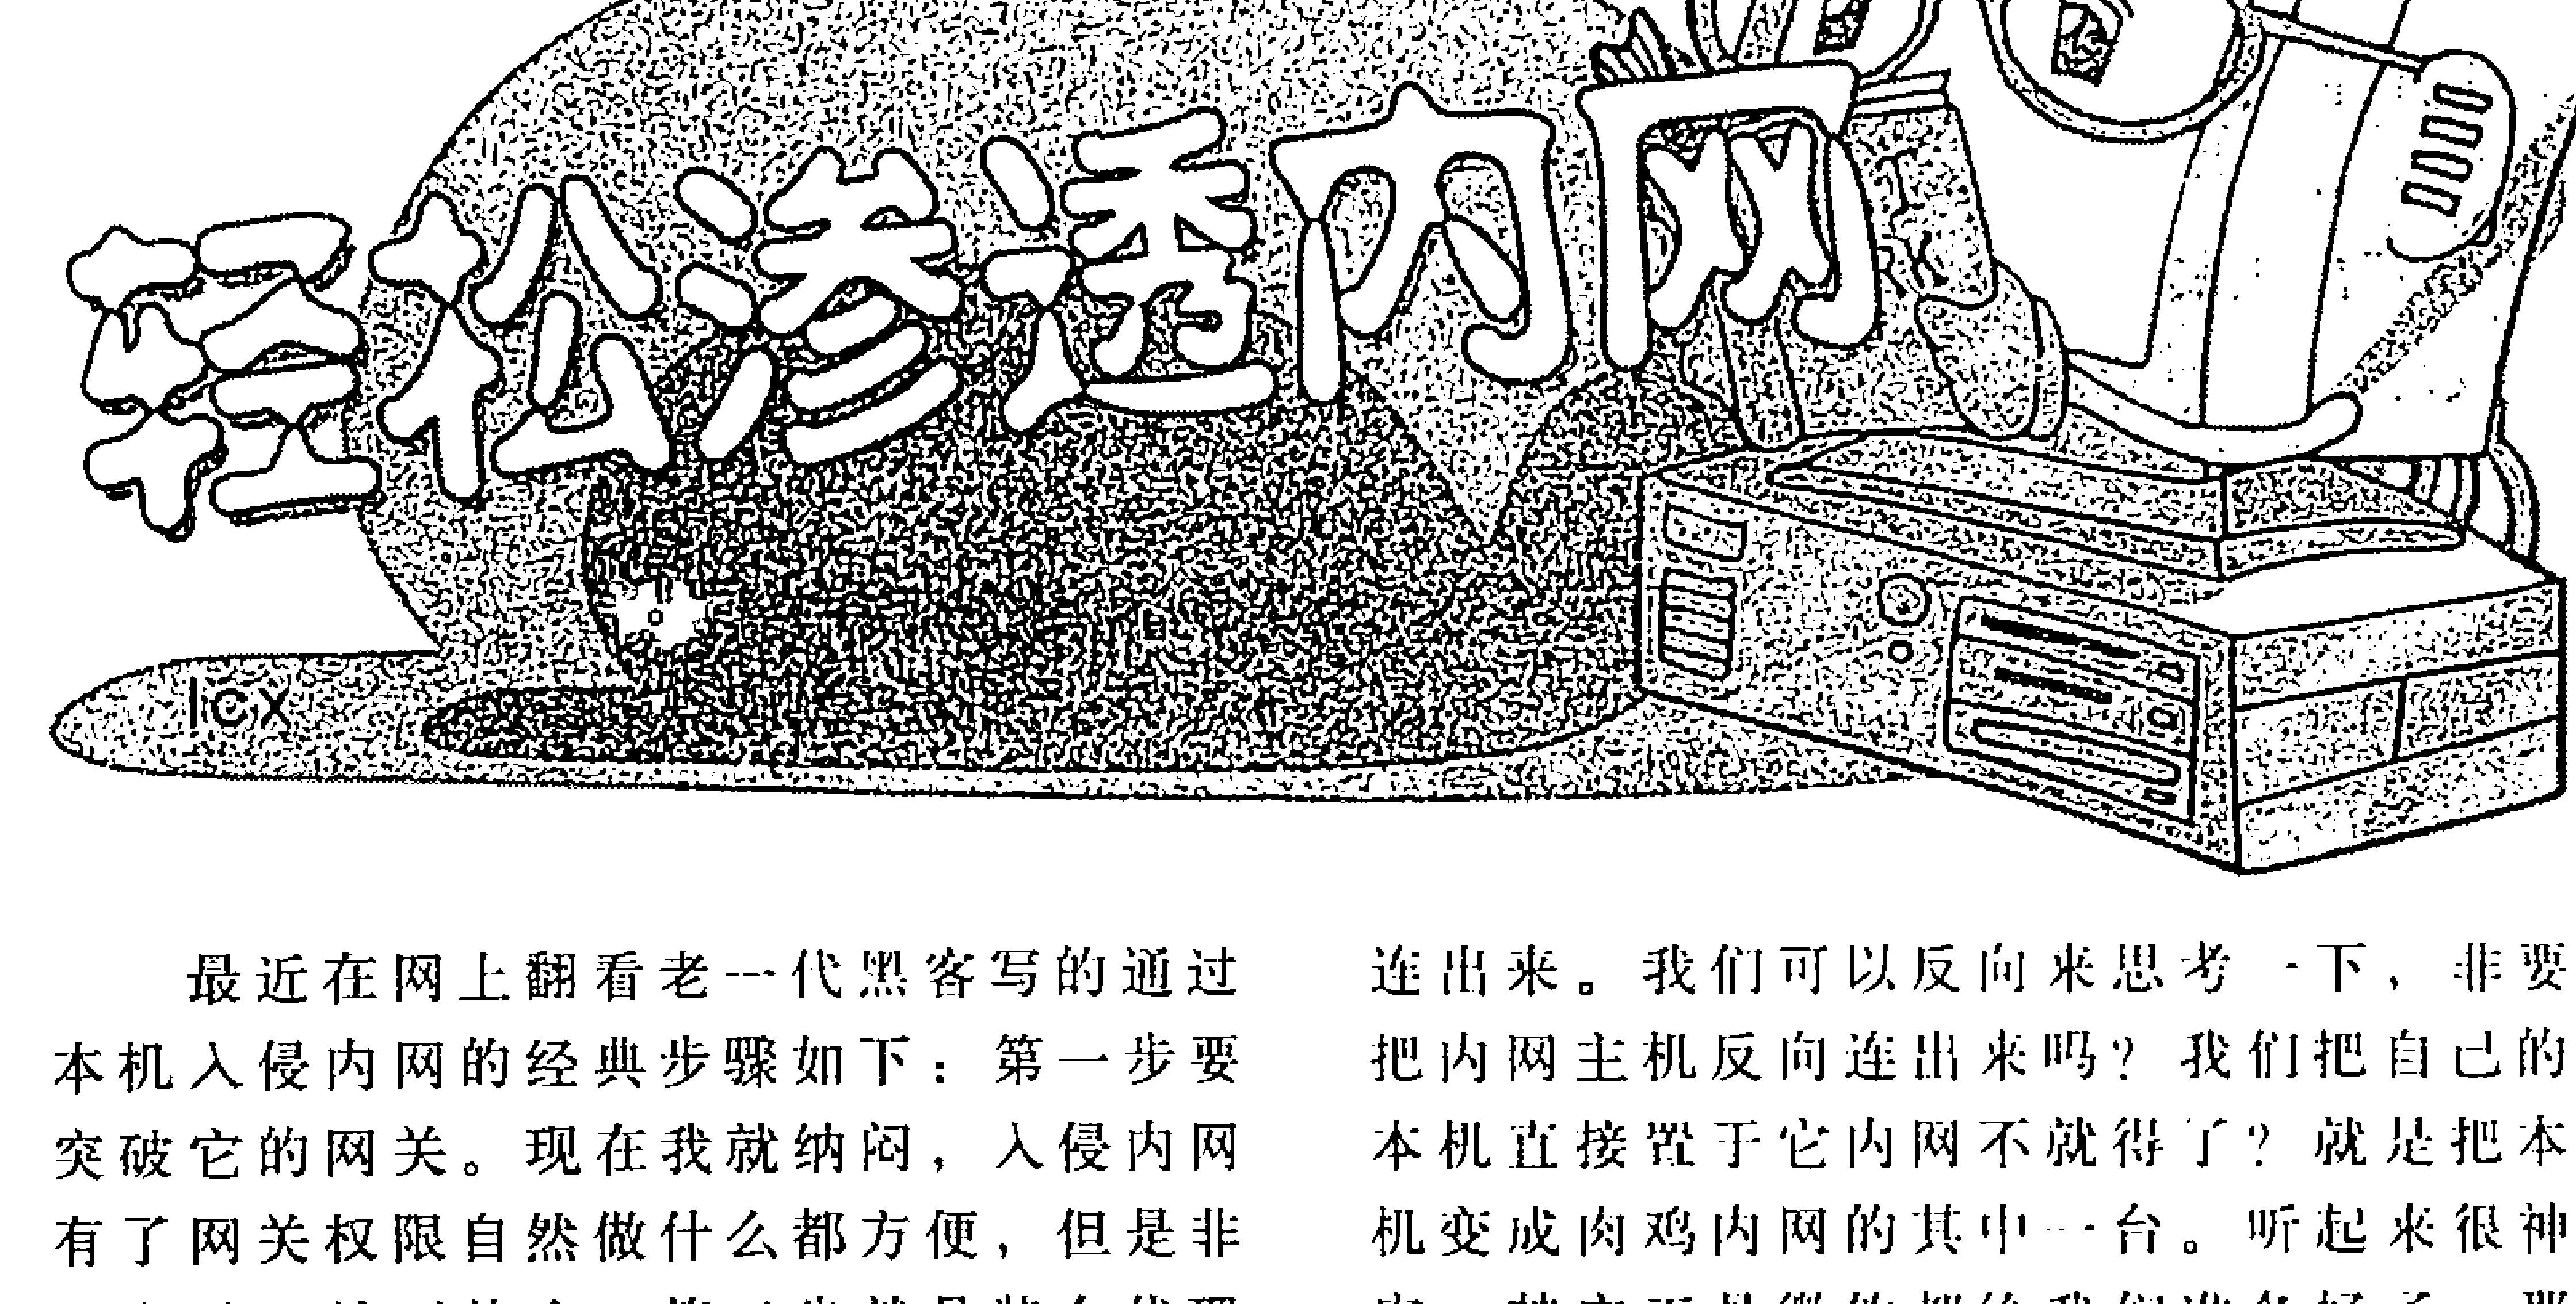 轻松渗透内网
lcx
最近在网上翻看老一代黑客写的通过
本机入侵内网的经典步骤如下：第一步要
突破它的网关。现在我就纳闷，入侵内网
有了网关权限自然做什么都方便，但是非
连出来。我们可以反向来思考一下，非要
把内网主机反向连出来吗？我们把自己的
本机直接置于它内网不就得了？就是把本
机变成肉鸡内网的其中一台。听起来很神